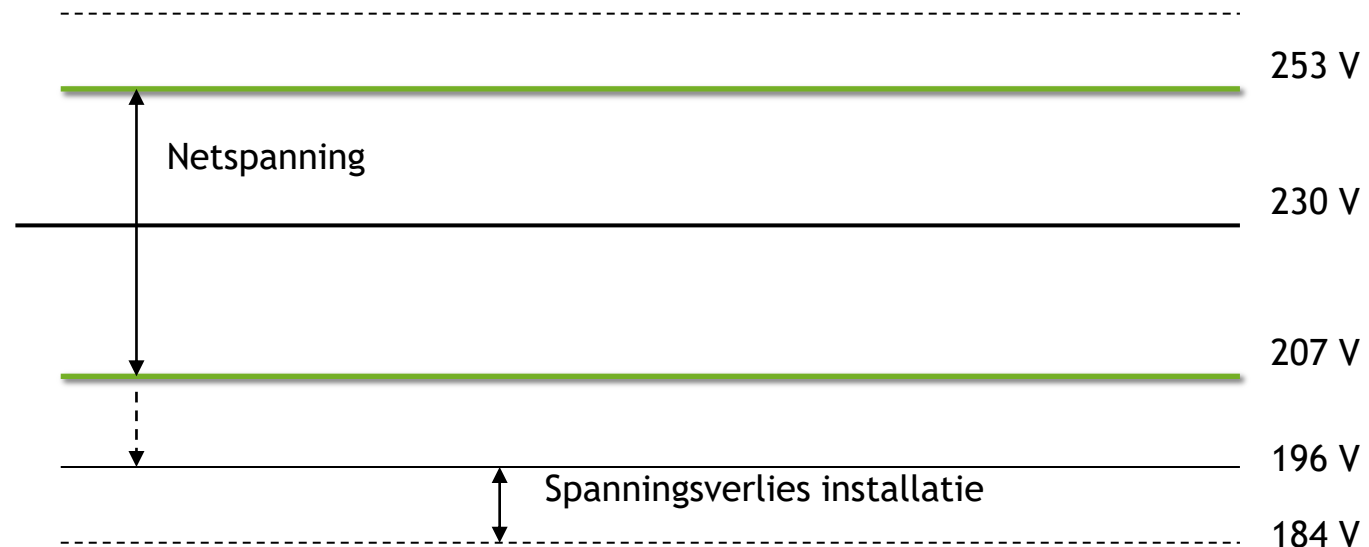 253 V
Netspanning
230 V
207 V
196 V
Spanningsverlies installatie
184 V